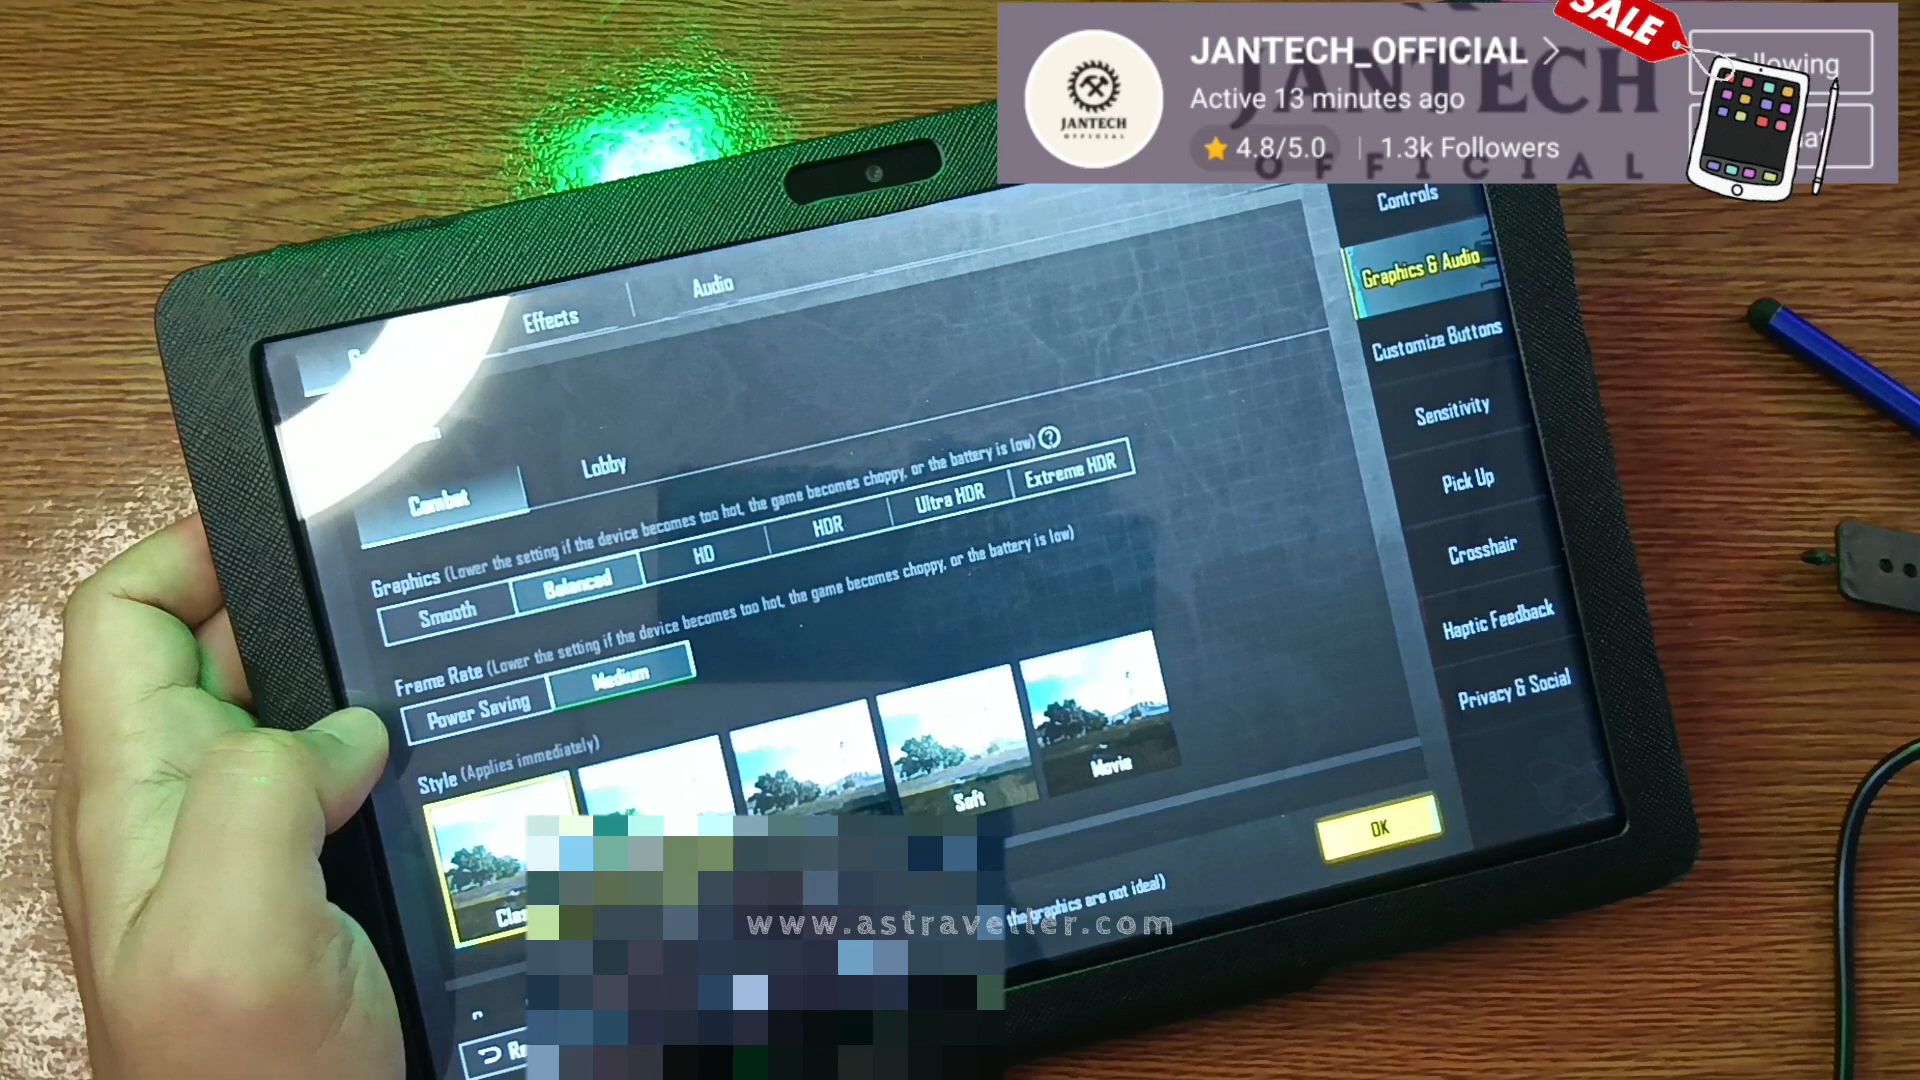 SALE
JANTECH_OFFICIAL
Active 13 minutes ago
4.8/5.0 | 1.3k Followers
JANTECH
OFFICIAL
JANTECH
OFFICIAL
Effects
Audio
Combat
Lobby
Graphics (Lower the setting if the device becomes too hot, the game becomes choppy, or the battery is low) ?
Smooth
Balanced
HD
HDR
Ultra HDR
Extreme HDR
Frame Rate (Lower the setting if the device becomes too hot, the game becomes choppy, or the battery is low)
Power Saving
Medium
Style (Applies immediately)
Soft
Movie
the graphics are not ideal)
OK
Controls
Graphics & Audio
Customize Buttons
Sensitivity
Pick Up
Crosshair
Haptic Feedback
Privacy & Social
www.astraveller.com